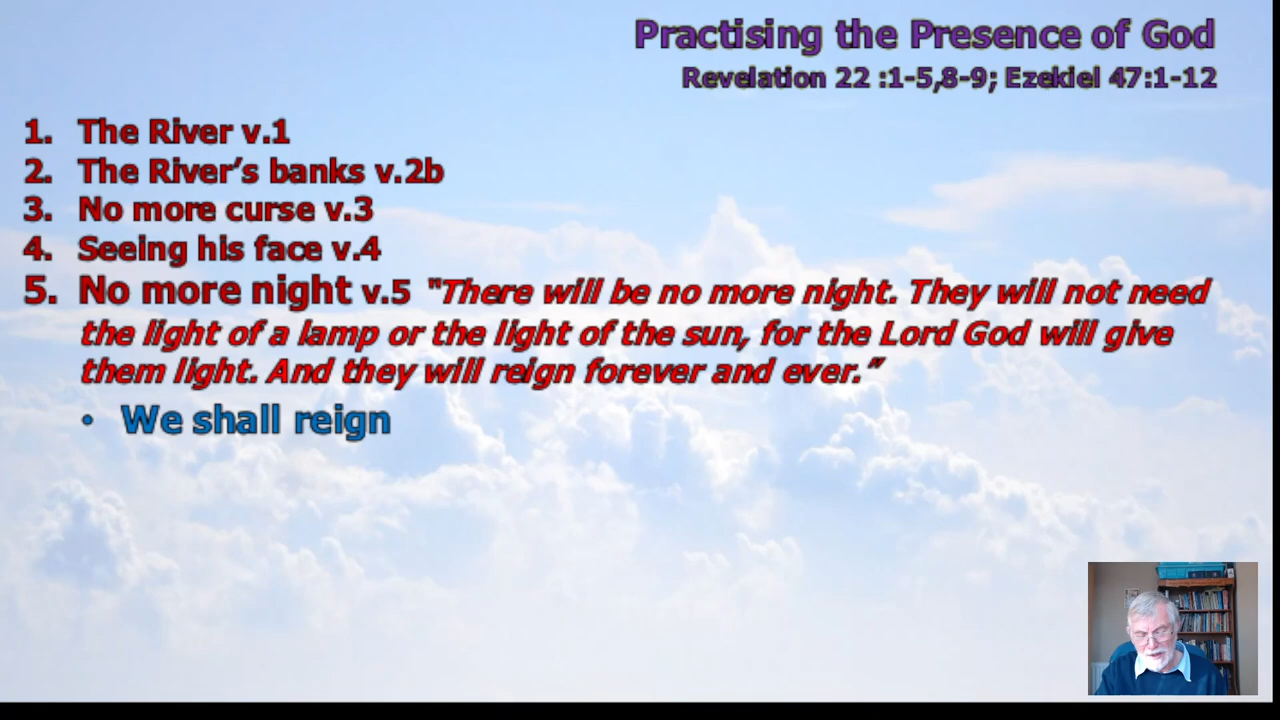 Practising the Presence of God
Revelation 22 :1-5,8-9; Ezekiel 47:1-12
1. The River v.1
2. The River’s banks v.2b
3. No more curse v.3
4. Seeing his face v.4
5. No more night v.5 “There will be no more night. They will not need
the light of a lamp or the light of the sun, for the Lord God will give
them light. And they will reign forever and ever.”
• We shall reign